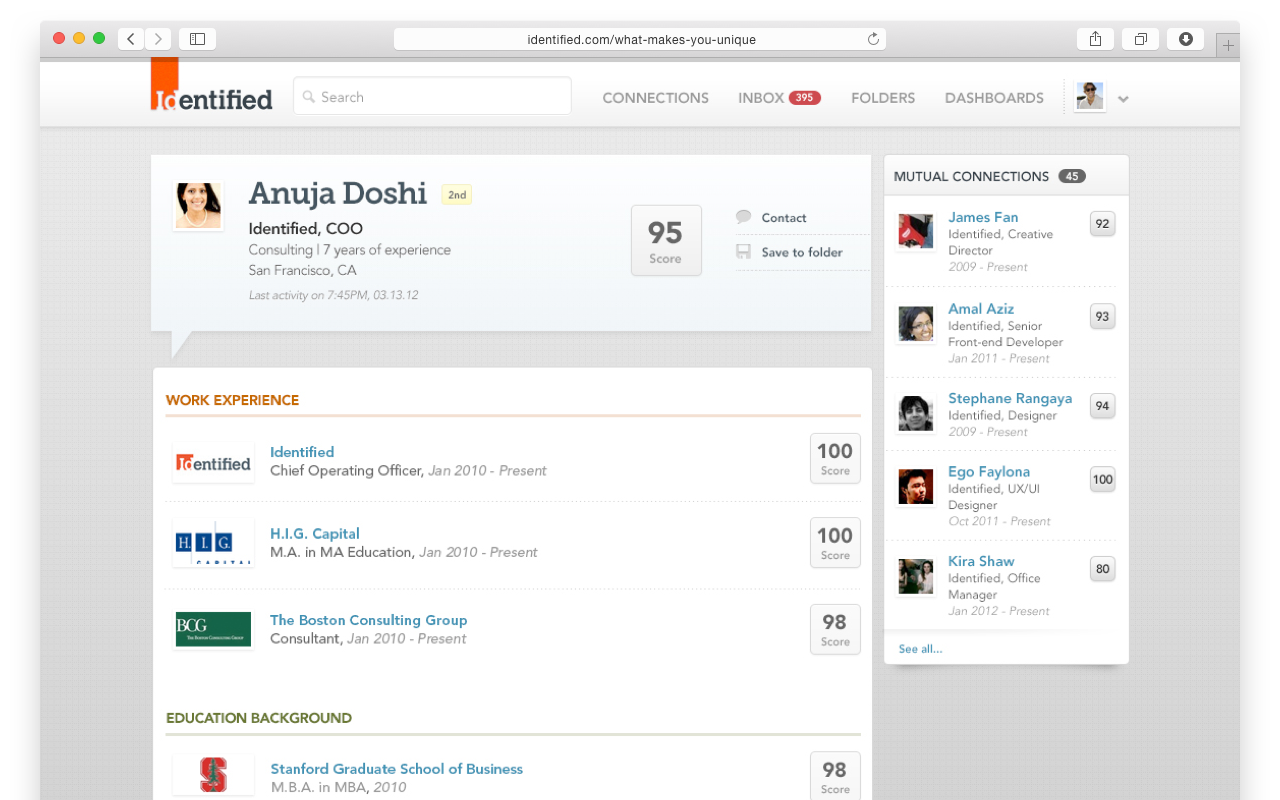 identified.com/what-makes-you-unique
Identified
Search
CONNECTIONS
INBOX 395
FOLDERS
DASHBOARDS
Anuja Doshi 2nd
Identified, COO
Consulting | 7 years of experience
San Francisco, CA
Last activity on 7:45PM, 03.13.12
95
Score
Contact
Save to folder
WORK EXPERIENCE
Identified
Identified
Chief Operating Officer, Jan 2010 - Present
100
Score
H.I.G.
CAPITAL
H.I.G. Capital
M.A. in MA Education, Jan 2010 - Present
100
Score
BCG
THE BOSTON CONSULTING GROUP
The Boston Consulting Group
Consultant, Jan 2010 - Present
98
Score
EDUCATION BACKGROUND
S
Stanford Graduate School of Business
M.B.A. in MBA, 2010
98
Score
MUTUAL CONNECTIONS 45
James Fan
Identified, Creative
Director
2009 - Present
92
Amal Aziz
Identified, Senior
Front-end Developer
Jan 2011 - Present
93
Stephane Rangaya
Identified, Designer
2009 - Present
94
Ego Faylona
Identified, UX/UI
Designer
Oct 2011 - Present
100
Kira Shaw
Identified, Office
Manager
Jan 2012 - Present
80
See all...